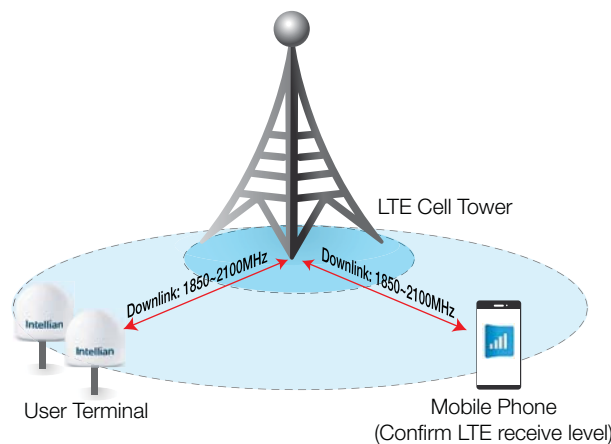 LTE Cell Tower
Downlink: 1850~2100MHz
Downlink: 1850~2100MHz
Intellian
Intellian
User Terminal
Mobile Phone
(Confirm LTE receive level)